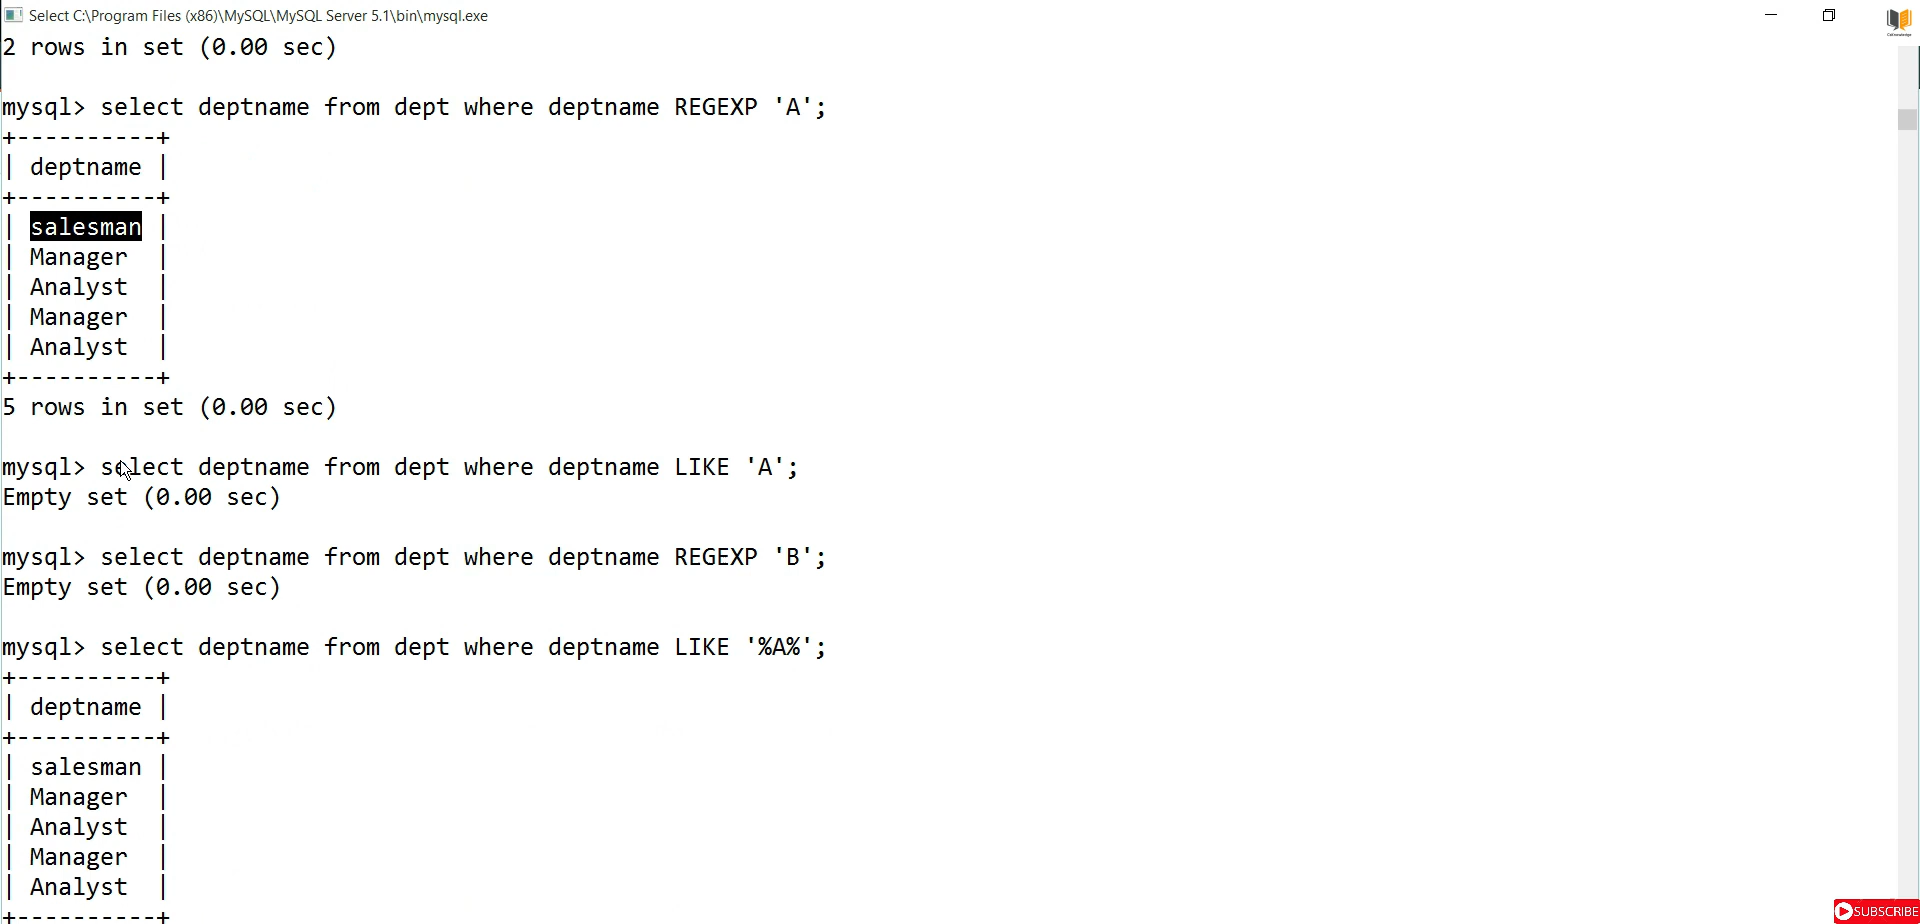 Select C:\Program Files (x86)\MySQL\MySQL Server 5.1\bin\mysql.exe
2 rows in set (0.00 sec)
mysql> select deptname from dept where deptname REGEXP 'A';
+----------+
| deptname |
+----------+
| salesman |
| Manager  |
| Analyst  |
| Manager  |
| Analyst  |
+----------+
5 rows in set (0.00 sec)
mysql> select deptname from dept where deptname LIKE 'A';
Empty set (0.00 sec)
mysql> select deptname from dept where deptname REGEXP 'B';
Empty set (0.00 sec)
mysql> select deptname from dept where deptname LIKE '%A%';
+----------+
| deptname |
+----------+
| salesman |
| Manager  |
| Analyst  |
| Manager  |
| Analyst  |
+----------+
SUBSCRIBE